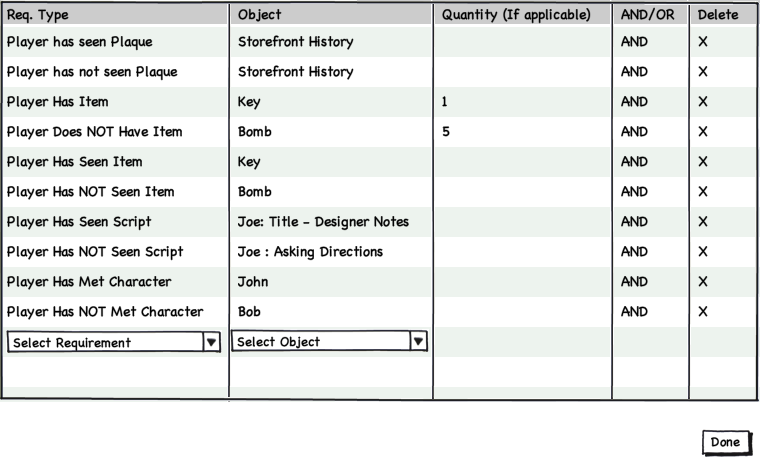 Req. Type Object Quantity (If applicable) AND/OR Delete
Player has seen Plaque Storefront History AND X
Player has not seen Plaque Storefront History AND X
Player Has Item Key 1 AND X
Player Does NOT Have Item Bomb 5 AND X
Player Has Seen Item Key AND X
Player Has NOT Seen Item Bomb AND X
Player Has Seen Script Joe: Title - Designer Notes AND X
Player Has NOT Seen Script Joe : Asking Directions AND X
Player Has Met Character John AND X
Player Has NOT Met Character Bob AND X
Select Requirement Select Object
Done